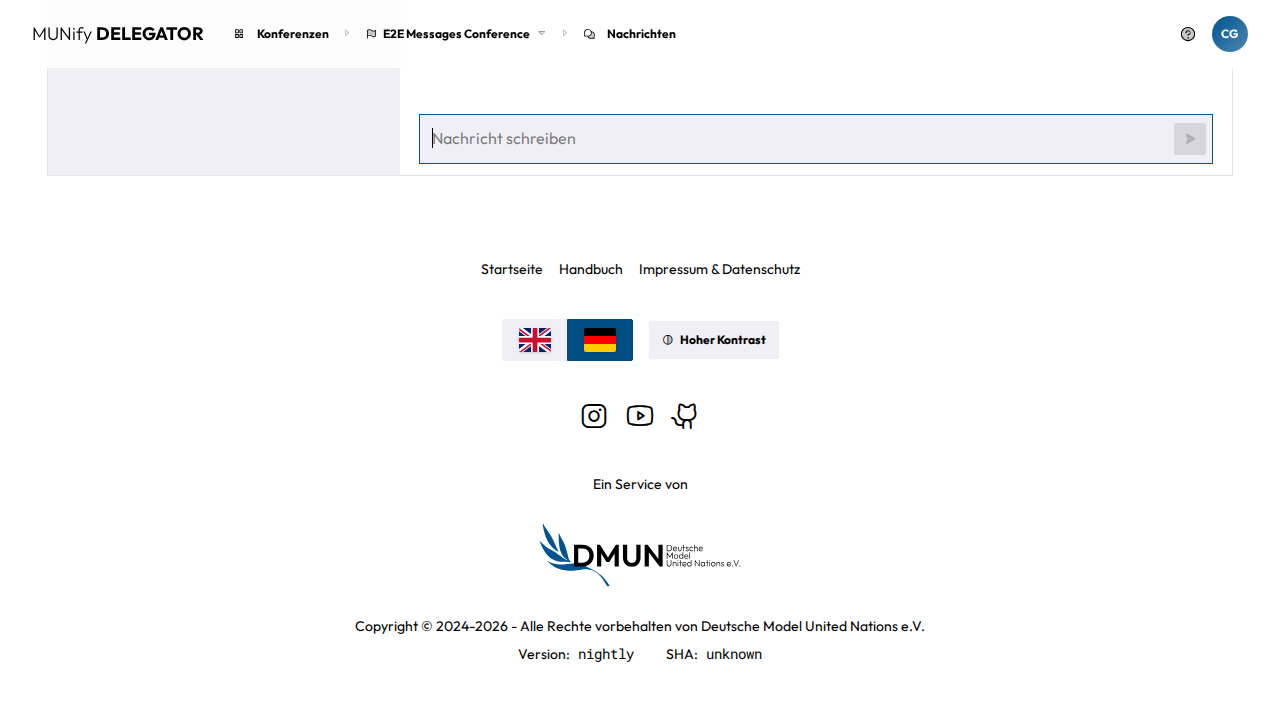 MUNify DELEGATOR
Konferenzen
E2E Messages Conference
Nachrichten
CG
Nachricht schreiben
Startseite Handbuch Impressum & Datenschutz
Hoher Kontrast
Ein Service von
DMUN Deutsche
Model
United Nations e.V.
Copyright © 2024-2026 - Alle Rechte vorbehalten von Deutsche Model United Nations e.V.
Version: nightly SHA: unknown